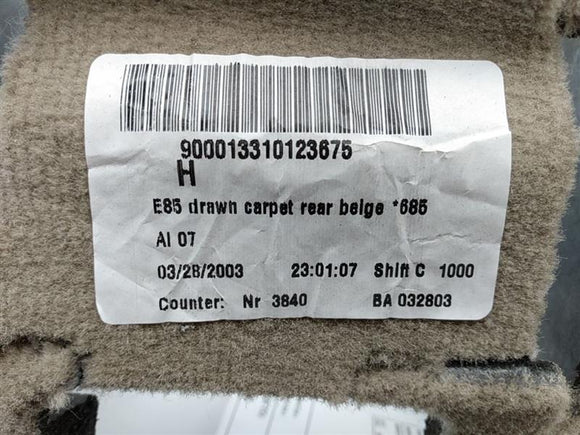 900013310123675
H
E85 drawn carpet rear beige *685
AI 07
03/28/2003 23:01:07 Shift C 1000
Counter: Nr 3840 BA 032803